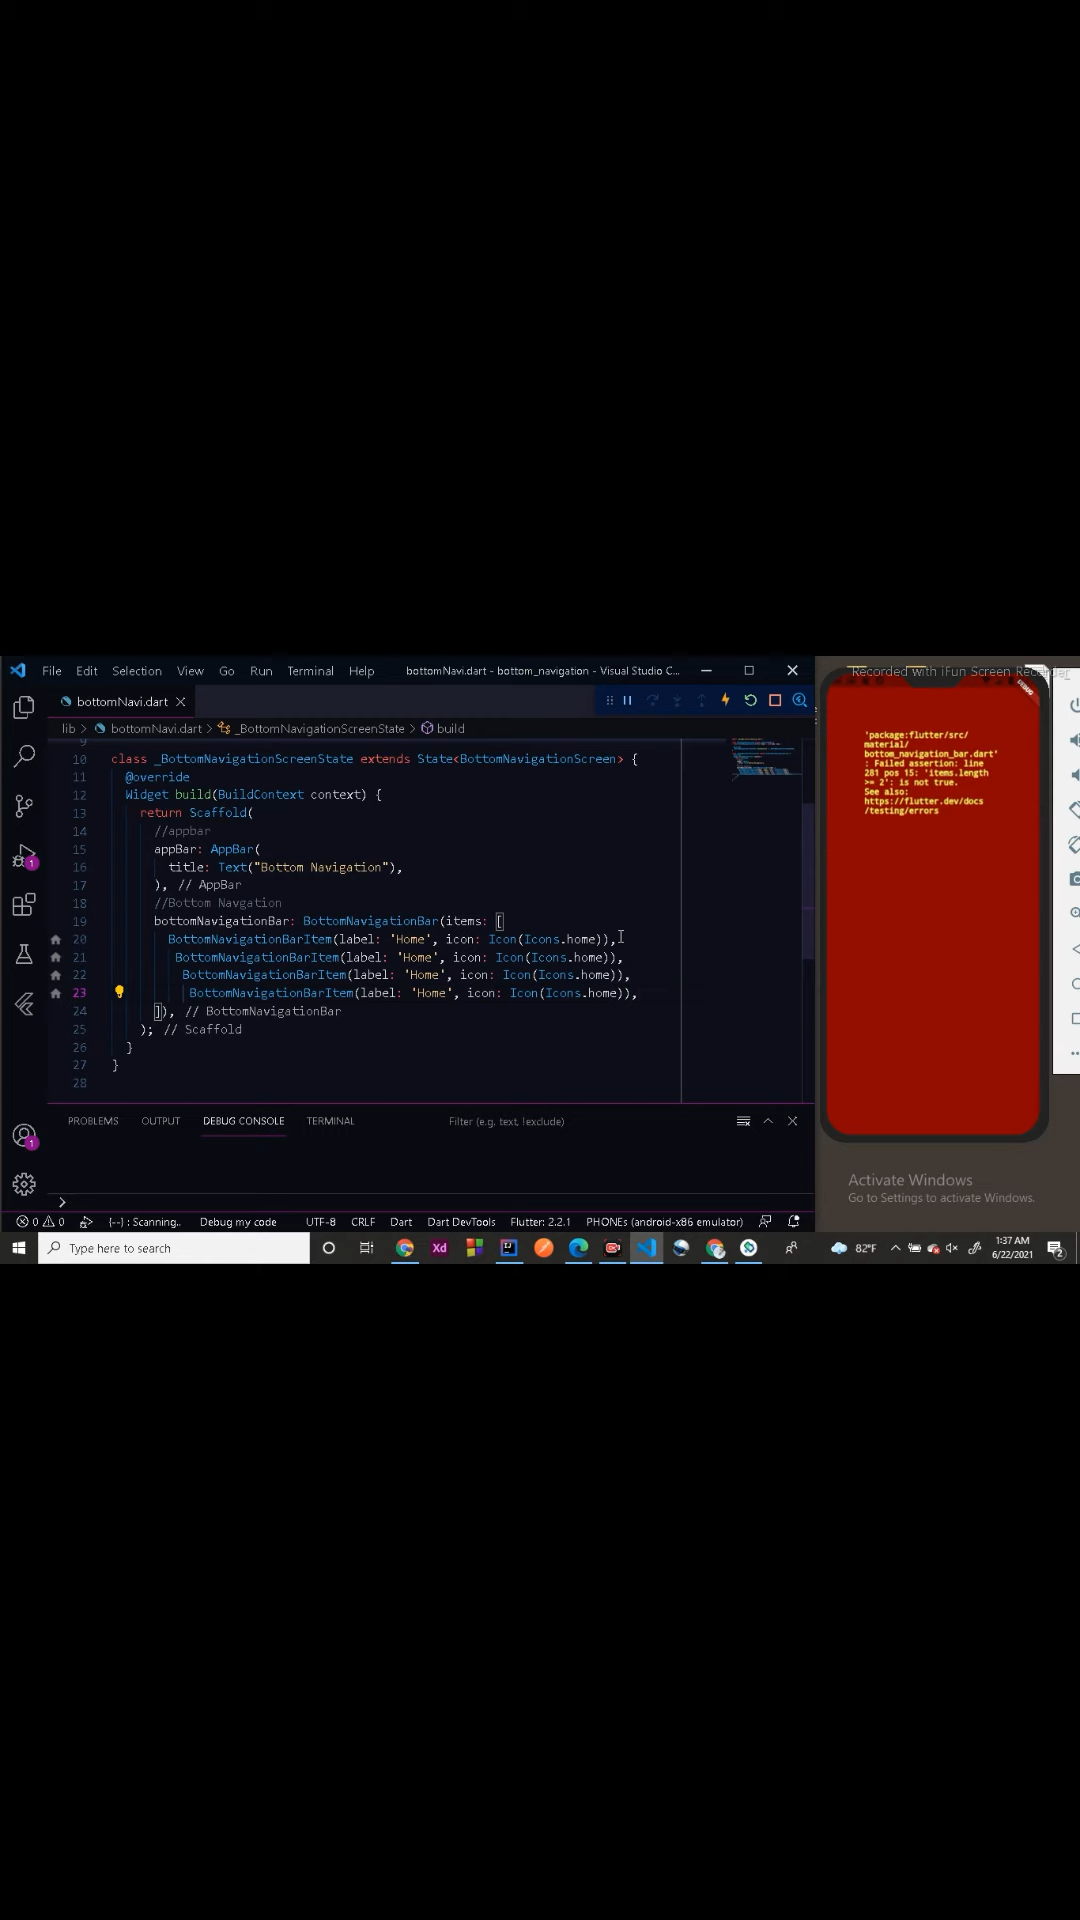 File Edit Selection View Go Run Terminal Help bottomNavi.dart - bottom_navigation - Visual Studio C...
bottomNavi.dart
lib > bottomNavi.dart > _BottomNavigationScreenState > build
9
10 class _BottomNavigationScreenState extends State<BottomNavigationScreen> {
11 @override
12 Widget build(BuildContext context) {
13 return Scaffold(
14 //appbar
15 appBar: AppBar(
16 title: Text("Bottom Navigation"),
17 ), // AppBar
18 //Bottom Navgation
19 bottomNavigationBar: BottomNavigationBar(items: [
20 BottomNavigationBarItem(label: 'Home', icon: Icon(Icons.home)),
21 BottomNavigationBarItem(label: 'Home', icon: Icon(Icons.home)),
22 BottomNavigationBarItem(label: 'Home', icon: Icon(Icons.home)),
23 BottomNavigationBarItem(label: 'Home', icon: Icon(Icons.home)),
24 ]), // BottomNavigationBar
25 ); // Scaffold
26 }
27 }
28
1
PROBLEMS OUTPUT DEBUG CONSOLE TERMINAL Filter (e.g. text, !exclude)
1
>
0 0 {--} : Scanning.. Debug my code UTF-8 CRLF Dart Dart DevTools Flutter: 2.2.1 PHONEs (android-x86 emulator)
Recorded with iFun Screen Recorder
'package:flutter/src/
material/
bottom_navigation_bar.dart'
: Failed assertion: line
281 pos 15: 'items.length
>= 2': is not true.
See also:
https://flutter.dev/docs
/testing/errors
Activate Windows
Go to Settings to activate Windows.
Type here to search
Xd
IJ
82°F
1:37 AM
6/22/2021
2